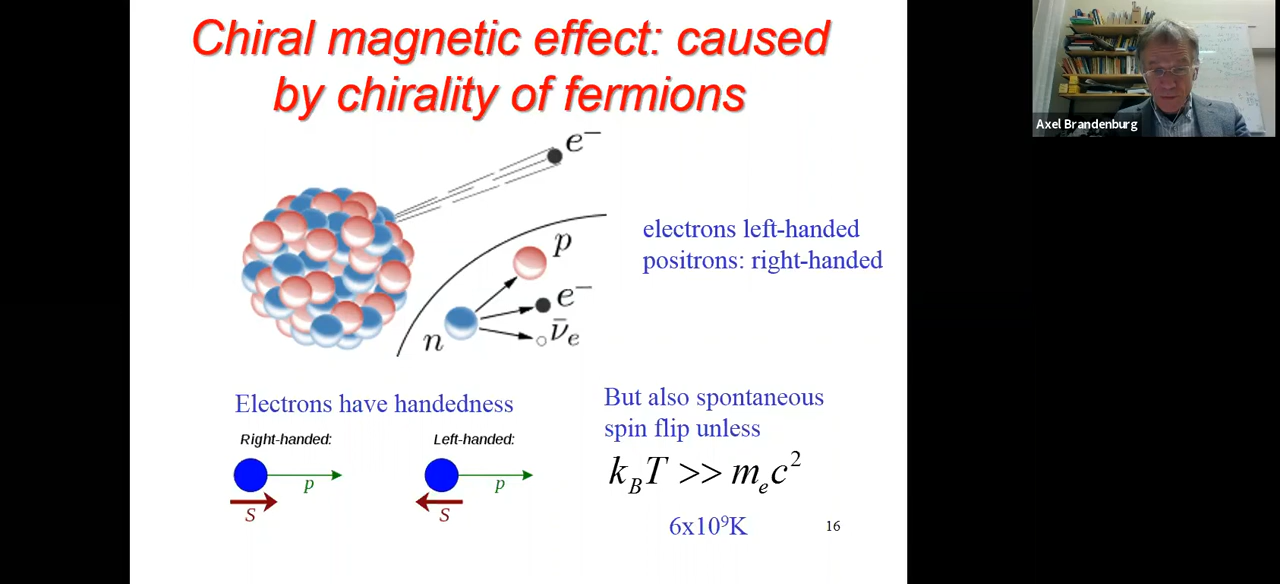 Chiral magnetic effect: caused
by chirality of fermions
Axel Brandenburg
e⁻
electrons left-handed
positrons: right-handed
p
e⁻
n
ν̄ₑ
Electrons have handedness
Right-handed:
Left-handed:
p
p
S
S
But also spontaneous
spin flip unless
k_B T >> mₑc²
6x10⁹K
16